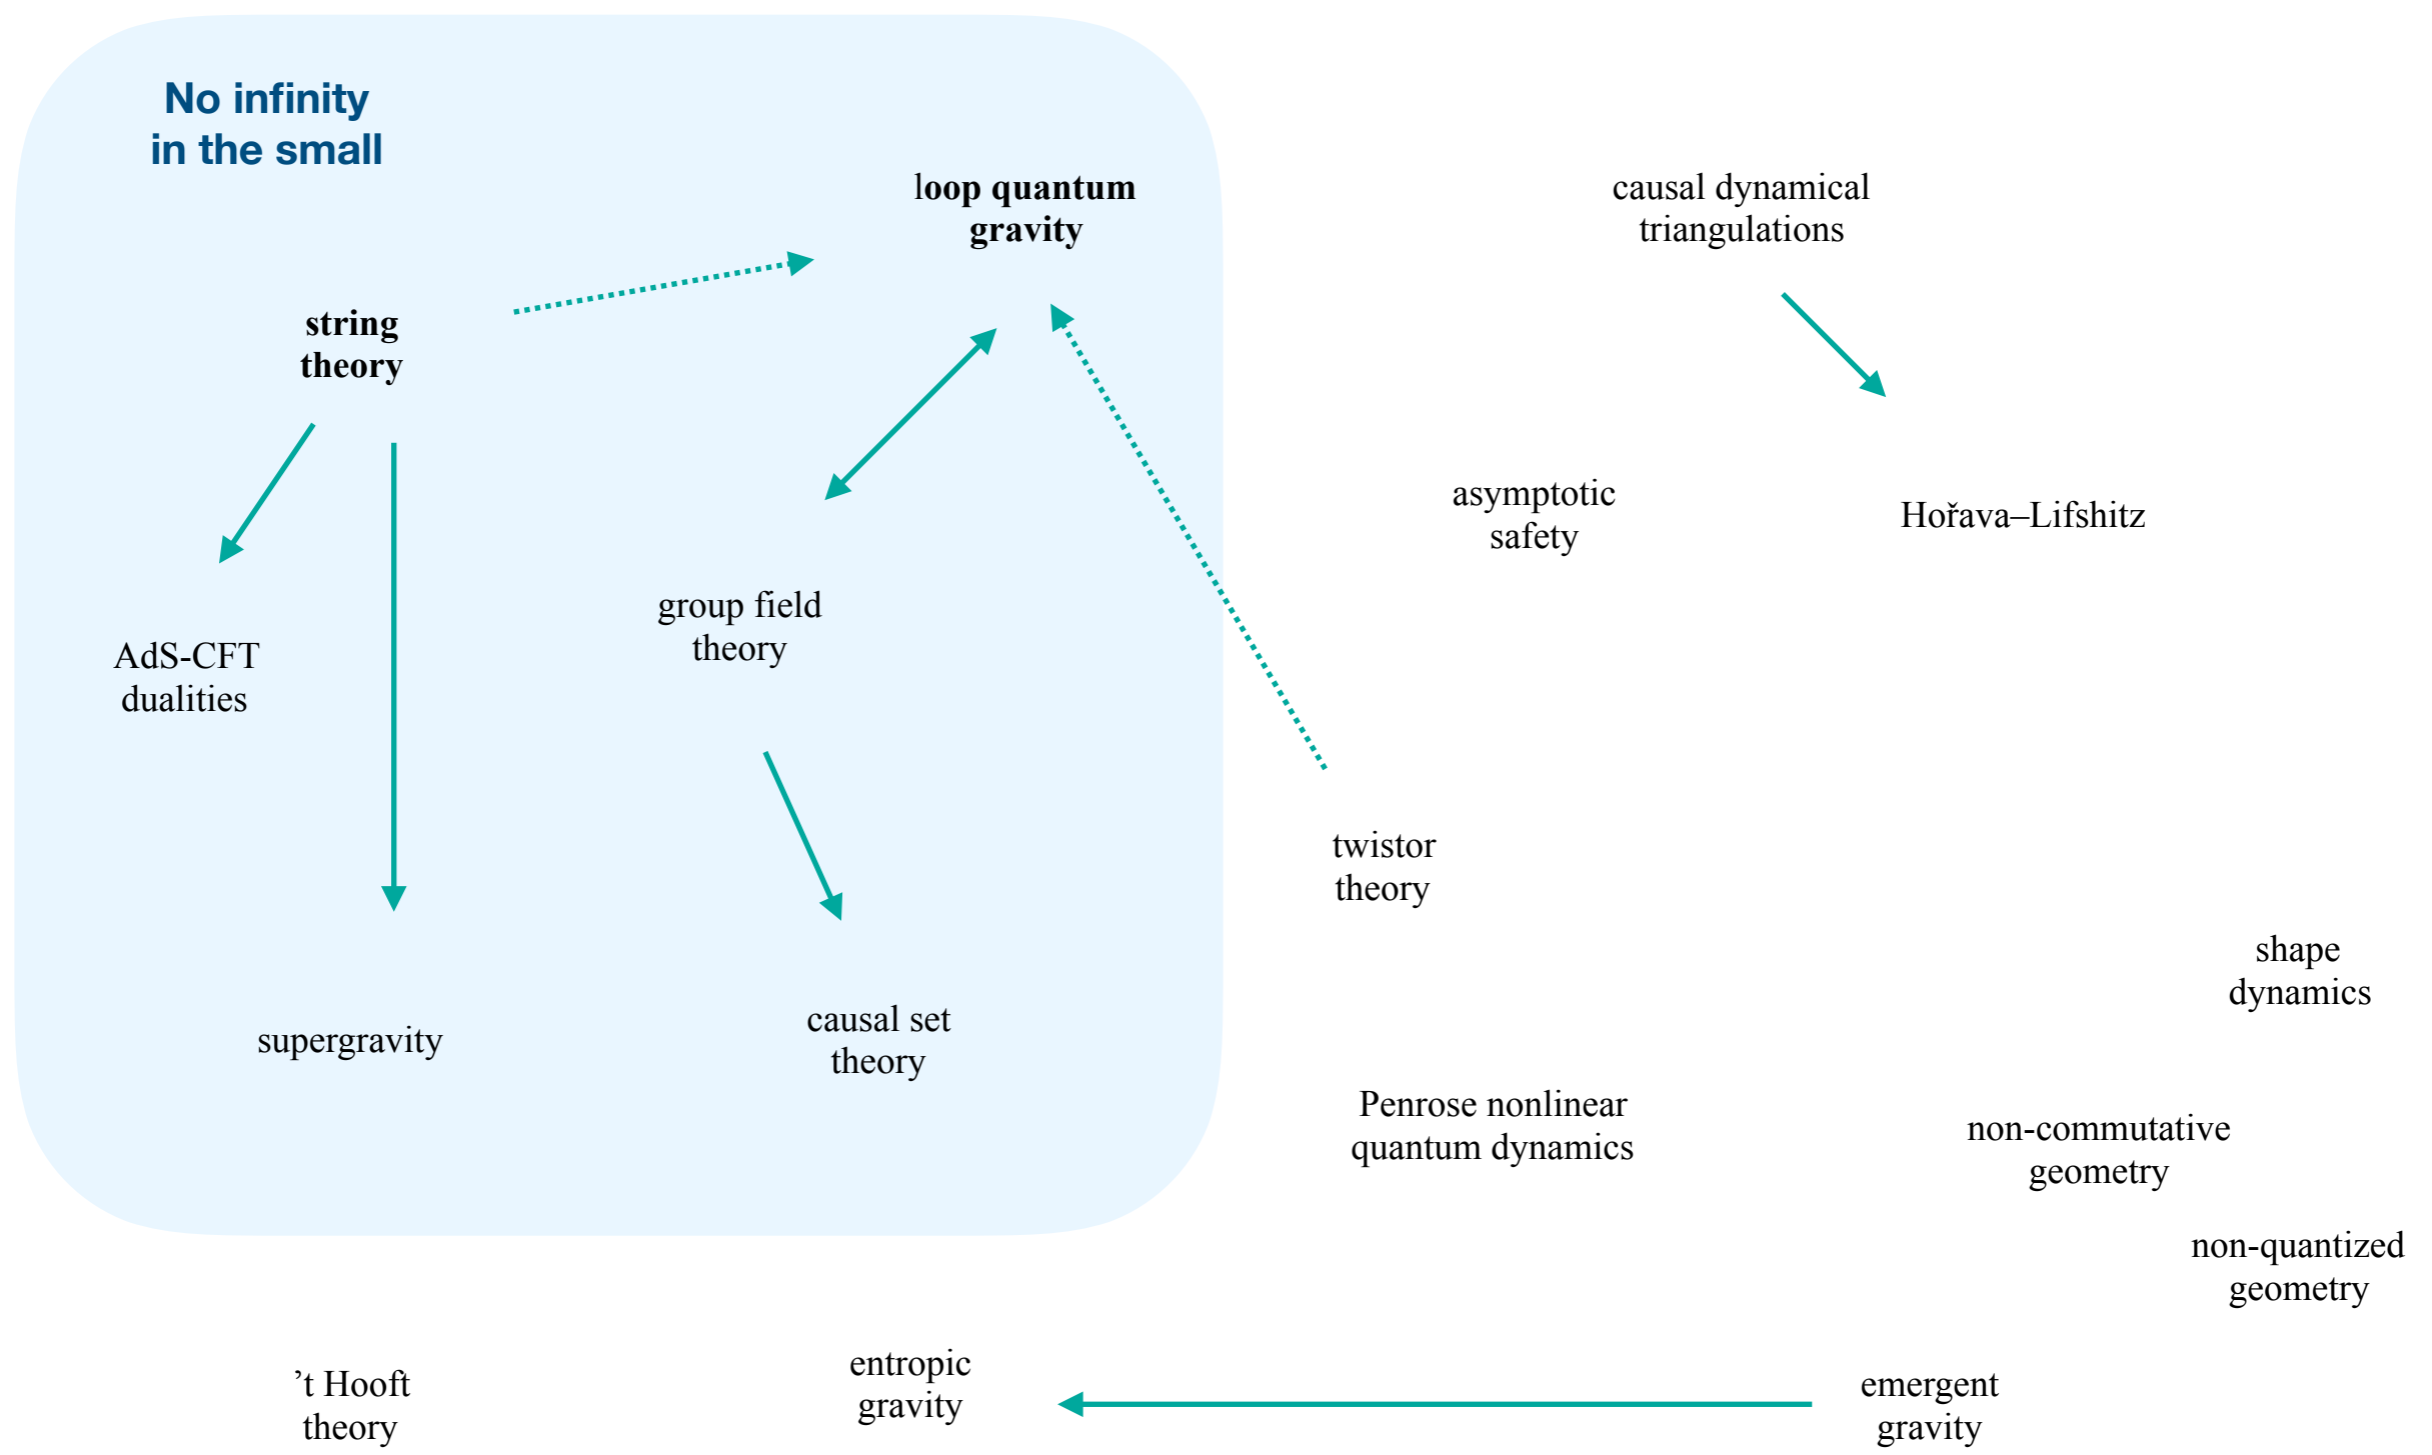 No infinity
in the small
loop quantum
gravity
causal dynamical
triangulations
string
theory
asymptotic
safety
Hořava–Lifshitz
group field
theory
AdS-CFT
dualities
twistor
theory
shape
dynamics
supergravity
causal set
theory
Penrose nonlinear
quantum dynamics
non-commutative
geometry
non-quantized
geometry
’t Hooft
theory
entropic
gravity
emergent
gravity